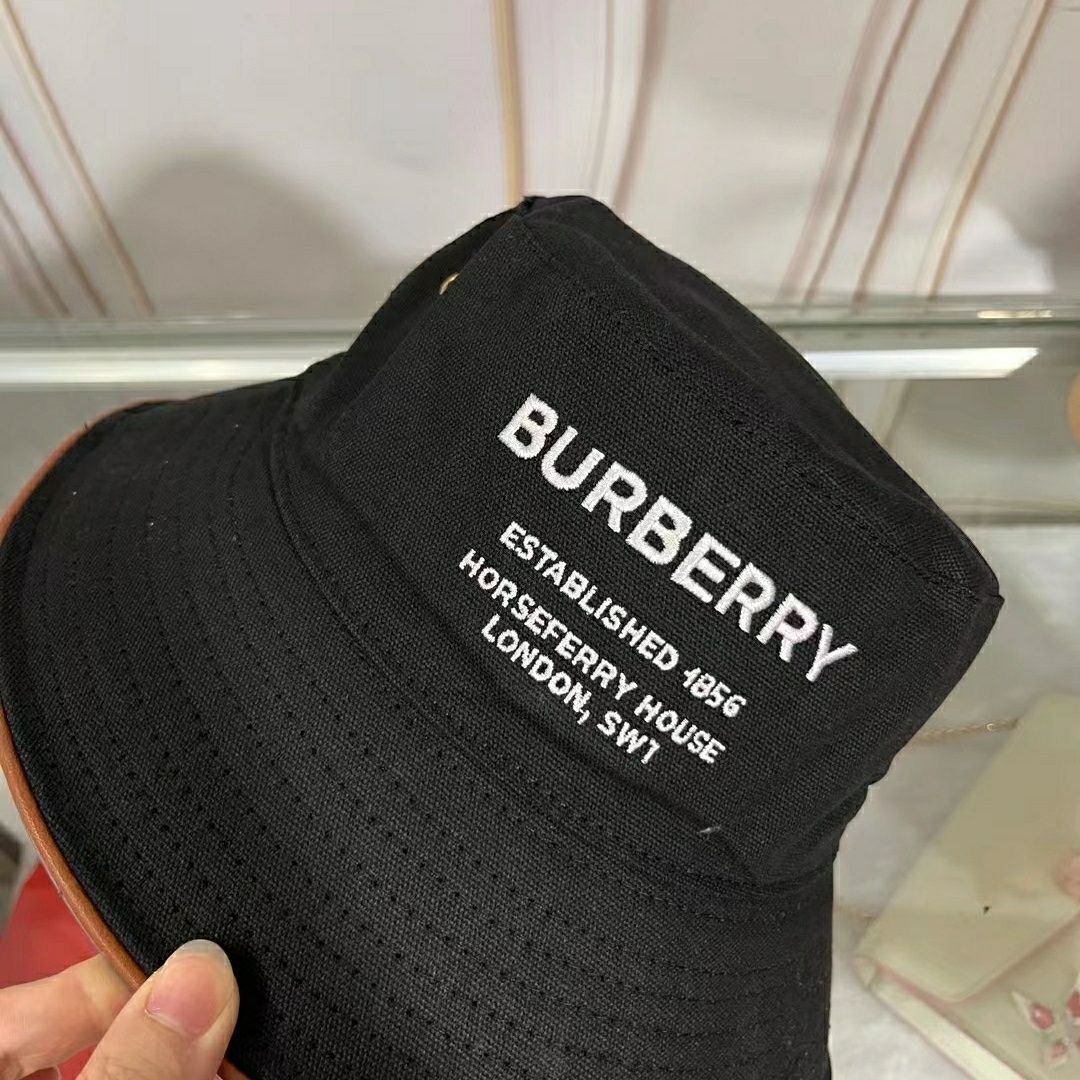 BURBERRY
ESTABLISHED 1856
HORSEFERRY HOUSE
LONDON, SW1